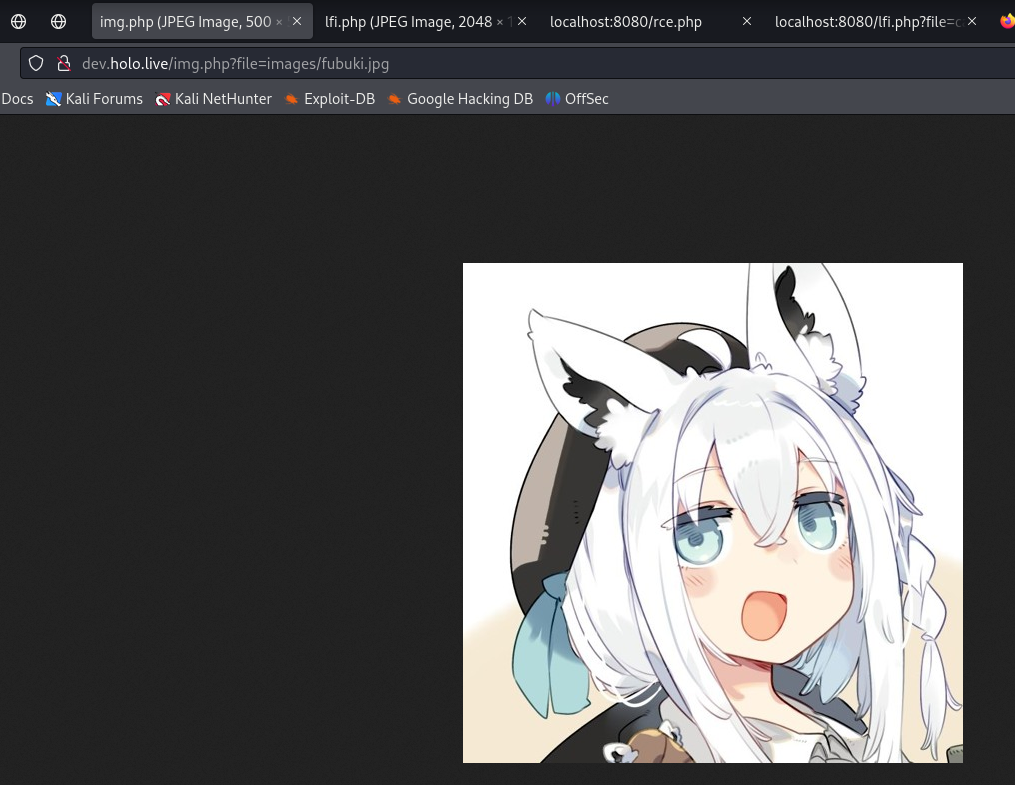 img.php (JPEG Image, 500 × lfi.php (JPEG Image, 2048 × localhost:8080/rce.php localhost:8080/lfi.php?file=
dev.holo.live/img.php?file=images/fubuki.jpg
Docs Kali Forums Kali NetHunter Exploit-DB Google Hacking DB OffSec